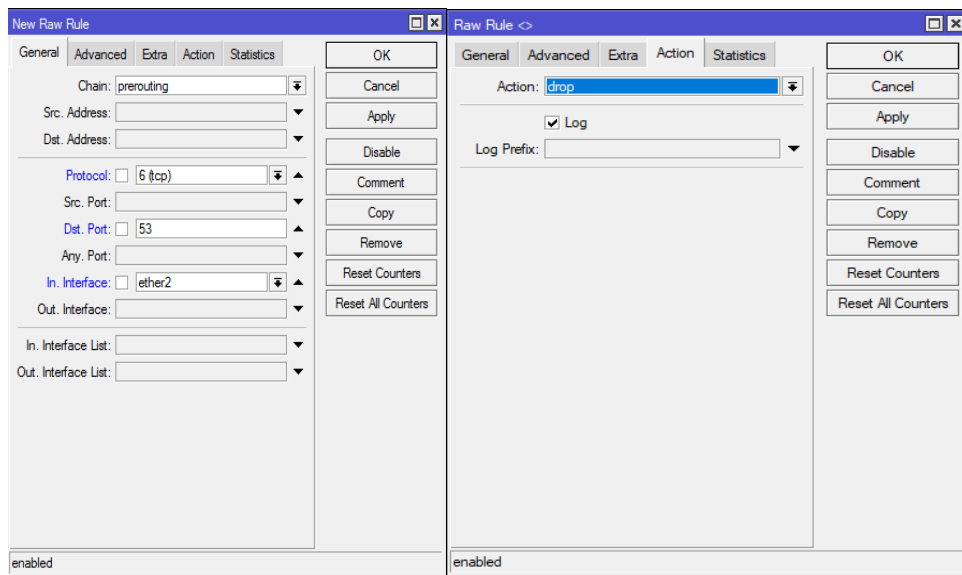 New Raw Rule
General Advanced Extra Action Statistics
Chain: prerouting
Src. Address:
Dst. Address:
Protocol: 6 (tcp)
Src. Port:
Dst. Port: 53
Any. Port:
In. Interface: ether2
Out. Interface:
In. Interface List:
Out. Interface List:
OK
Cancel
Apply
Disable
Comment
Copy
Remove
Reset Counters
Reset All Counters
enabled
Raw Rule <>
General Advanced Extra Action Statistics
Action: drop
Log
Log Prefix:
OK
Cancel
Apply
Disable
Comment
Copy
Remove
Reset Counters
Reset All Counters
enabled